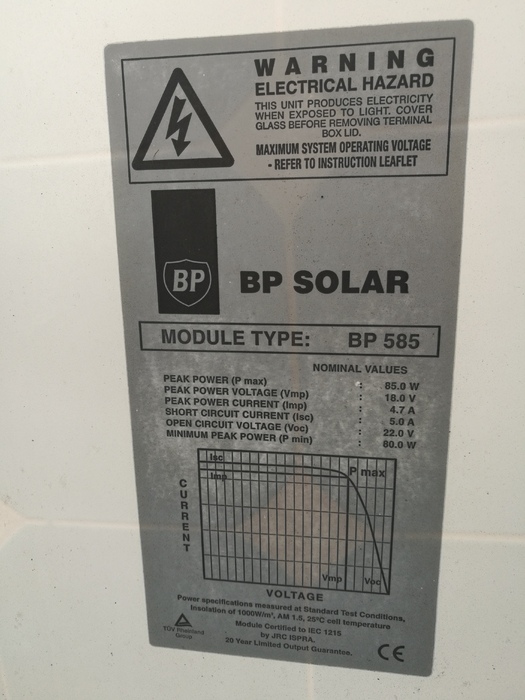 WARNING
ELECTRICAL HAZARD
THIS UNIT PRODUCES ELECTRICITY
WHEN EXPOSED TO LIGHT. COVER
GLASS BEFORE REMOVING TERMINAL
BOX LID.
MAXIMUM SYSTEM OPERATING VOLTAGE
- REFER TO INSTRUCTION LEAFLET
BP
BP SOLAR
MODULE TYPE: BP 585
NOMINAL VALUES
PEAK POWER (P max) : 85.0 W
PEAK POWER VOLTAGE (Vmp) : 18.0 V
PEAK POWER CURRENT (Imp) : 4.7 A
SHORT CIRCUIT CURRENT (Isc) : 5.0 A
OPEN CIRCUIT VOLTAGE (Voc) : 22.0 V
MINIMUM PEAK POWER (P min) : 80.0 W
Isc
Imp
P max
CURRENT
Vmp
Voc
VOLTAGE
Power specifications measured at Standard Test Conditions,
Insolation of 1000W/m², AM 1.5, 25°C cell temperature
Module Certified to IEC 1215
by JRC ISPRA.
20 Year Limited Output Guarantee.
TÜV Rheinland
Group
CE